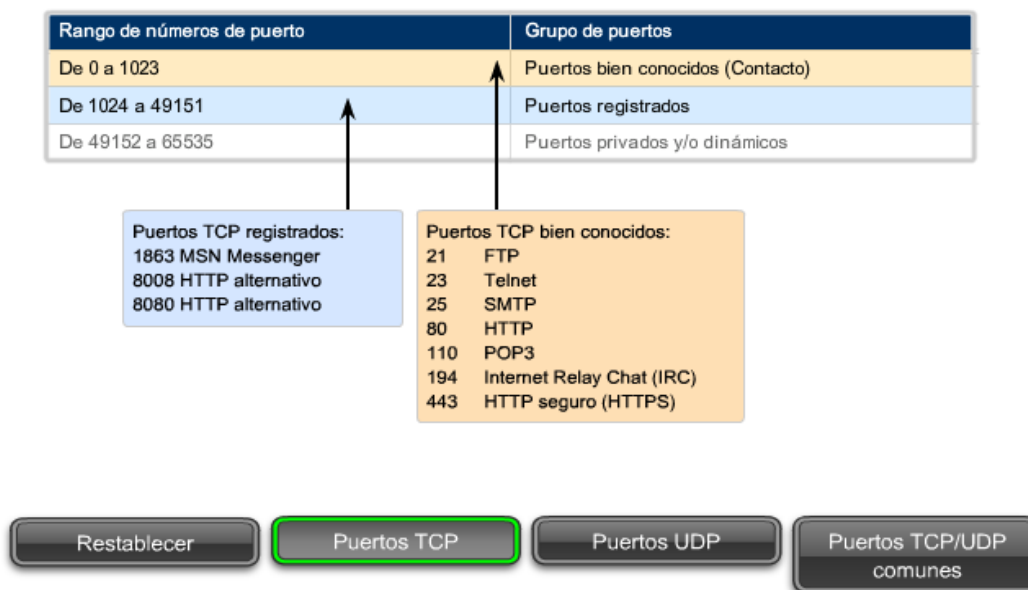 Rango de números de puerto Grupo de puertos
De 0 a 1023 Puertos bien conocidos (Contacto)
De 1024 a 49151 Puertos registrados
De 49152 a 65535 Puertos privados y/o dinámicos
Puertos TCP registrados:
1863 MSN Messenger
8008 HTTP alternativo
8080 HTTP alternativo
Puertos TCP bien conocidos:
21 FTP
23 Telnet
25 SMTP
80 HTTP
110 POP3
194 Internet Relay Chat (IRC)
443 HTTP seguro (HTTPS)
Restablecer
Puertos TCP
Puertos UDP
Puertos TCP/UDP
comunes